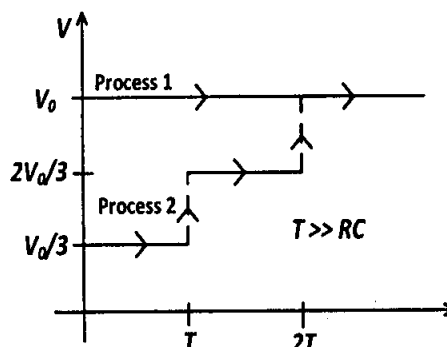 V
Process 1
V₀
2V₀/3
Process 2
T >> RC
V₀/3
T
2T